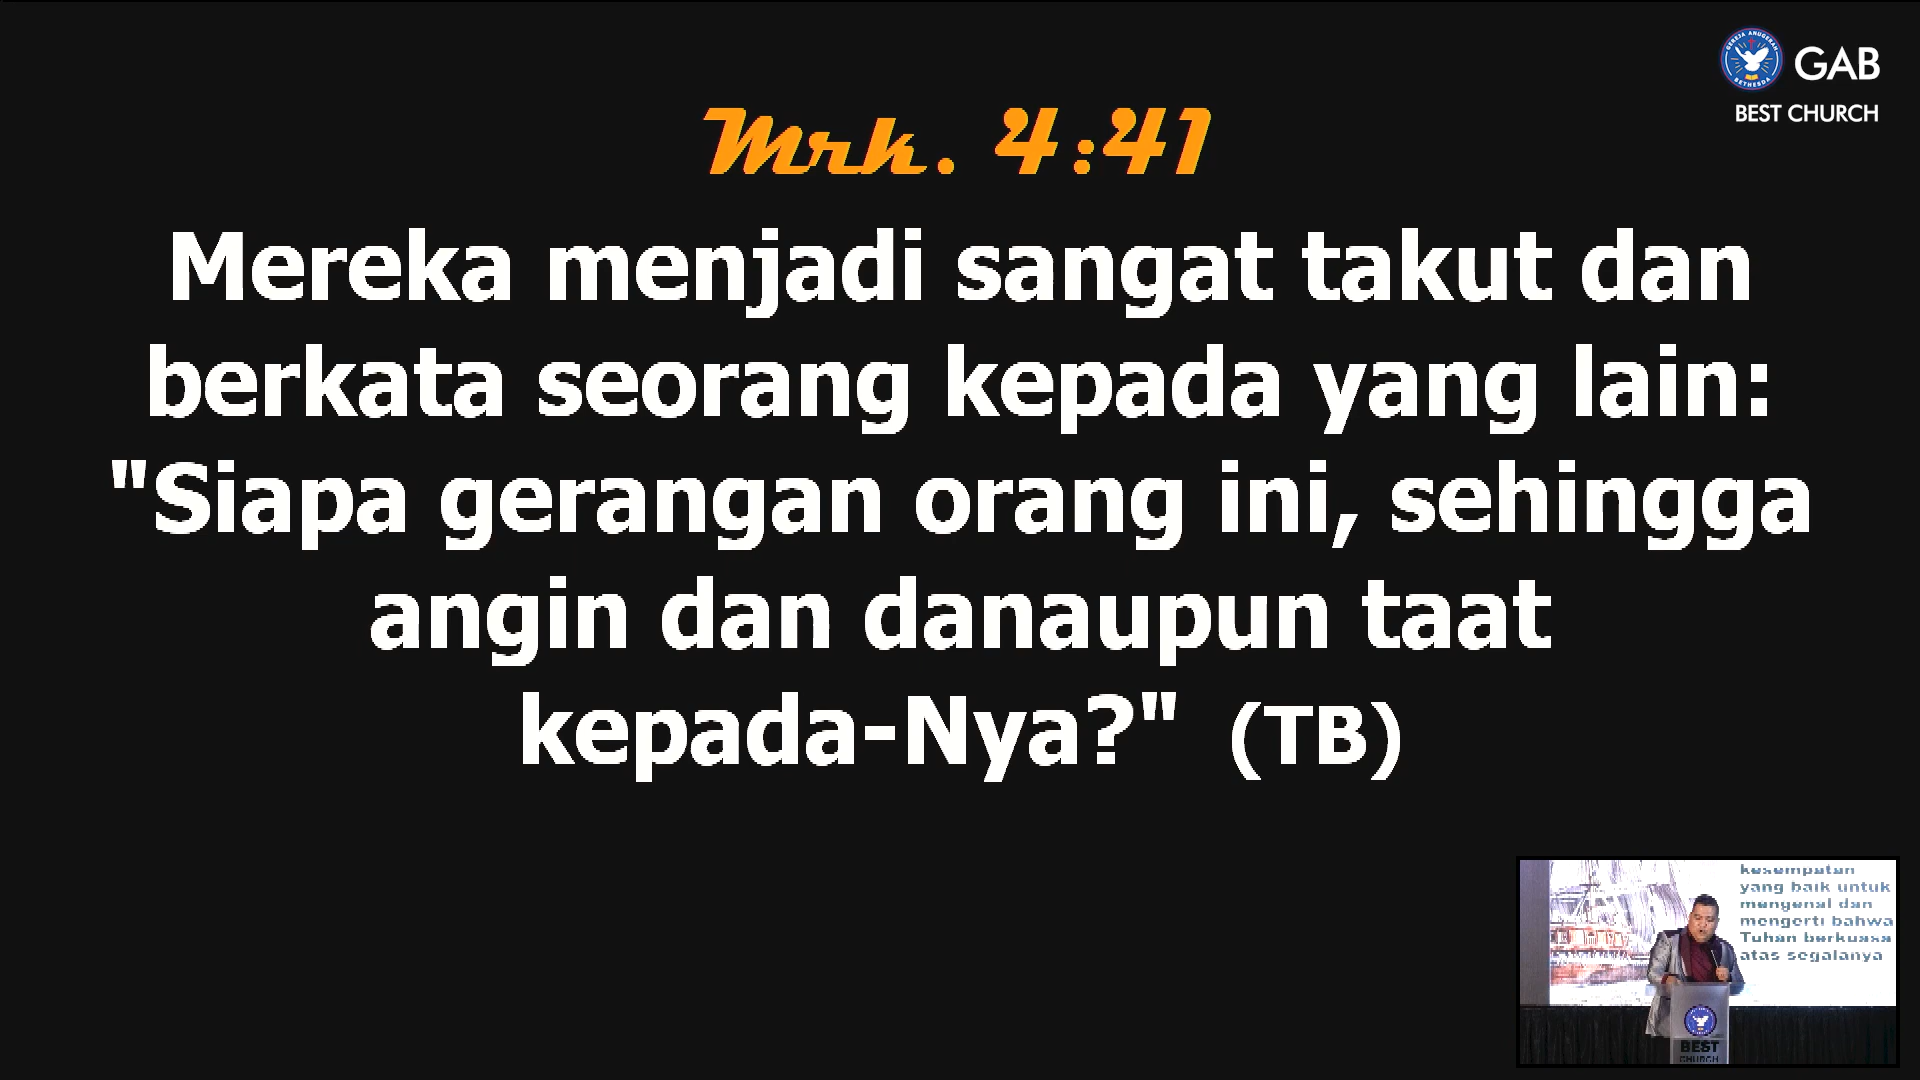 GAB
BEST CHURCH
Mrk. 4:41
Mereka menjadi sangat takut dan
berkata seorang kepada yang lain:
"Siapa gerangan orang ini, sehingga
angin dan danaupun taat
kepada-Nya?" (TB)
kesempatan
yang baik untuk
mengenal dan
mengerti bahwa
Tuhan berkuasa
atas segalanya
BEST
CHURCH